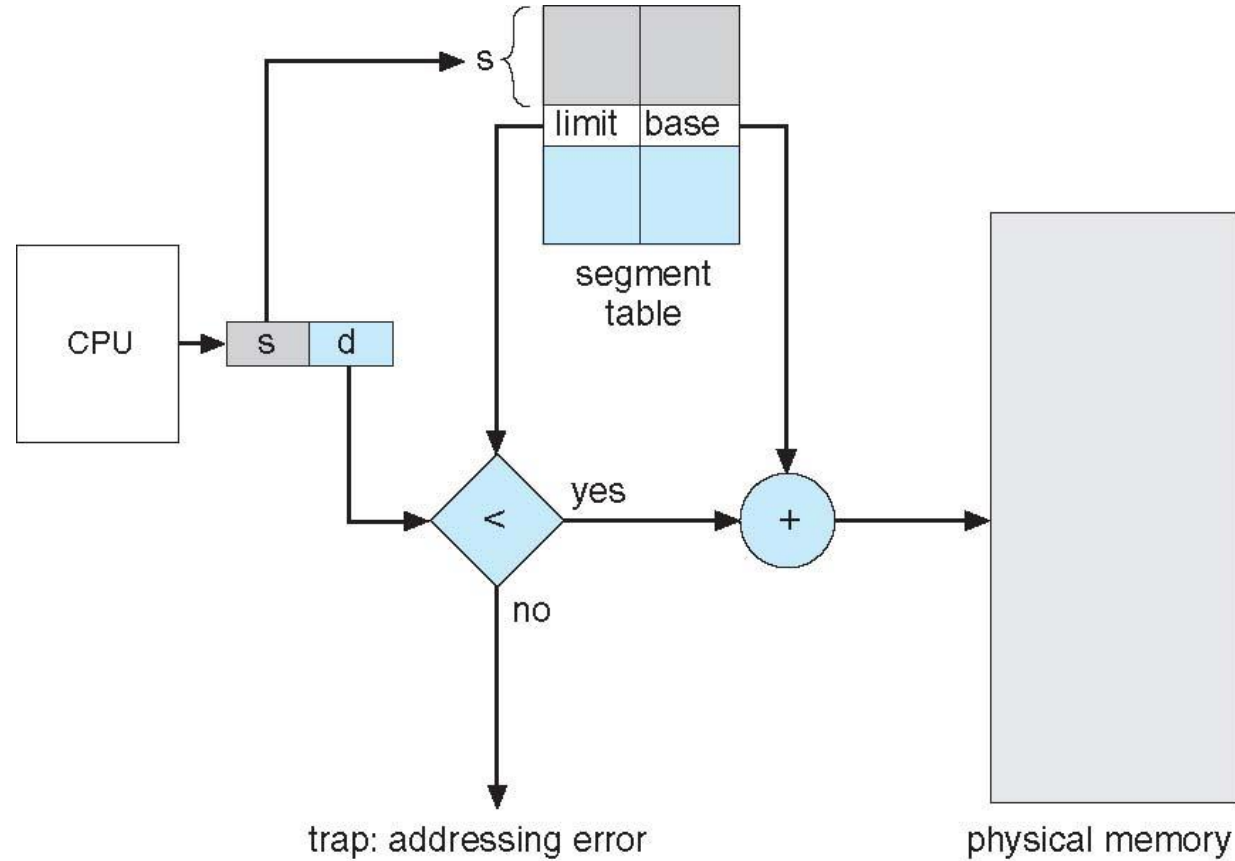 s
limit base
segment
table
CPU
s d
< yes +
no
trap: addressing error
physical memory